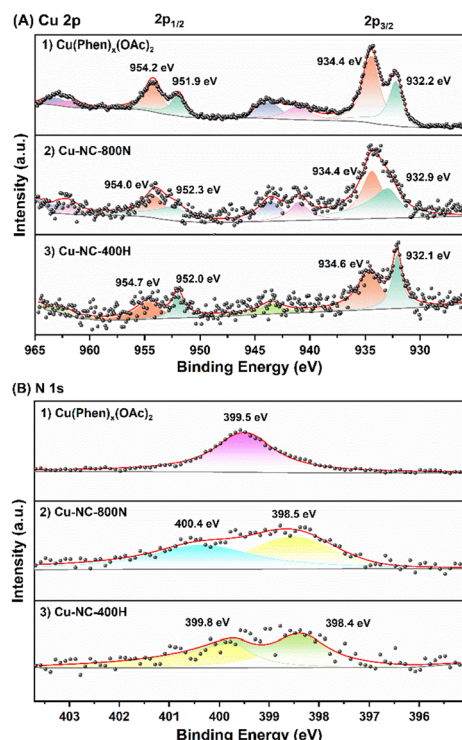 (A) Cu 2p 2p1/2 2p3/2
1) Cu(Phen)x(OAc)2
954.2 eV
951.9 eV
934.4 eV
932.2 eV
2) Cu-NC-800N
954.0 eV
952.3 eV
934.4 eV
932.9 eV
3) Cu-NC-400H
954.7 eV
952.0 eV
934.6 eV
932.1 eV
Intensity (a.u.)
965 960 955 950 945 940 935 930
Binding Energy (eV)
(B) N 1s
1) Cu(Phen)x(OAc)2
399.5 eV
2) Cu-NC-800N
400.4 eV
398.5 eV
3) Cu-NC-400H
399.8 eV
398.4 eV
Intensity (a.u.)
403 402 401 400 399 398 397 396
Binding Energy (eV)